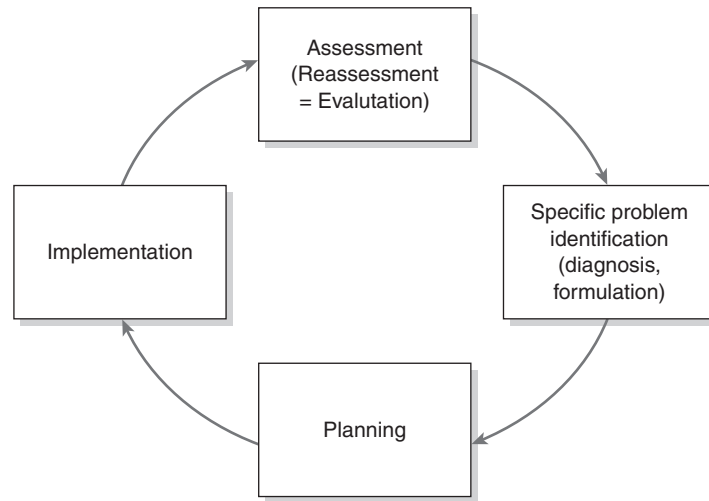 Assessment
(Reassessment
= Evalutation)
Specific problem
identification
(diagnosis,
formulation)
Implementation
Planning